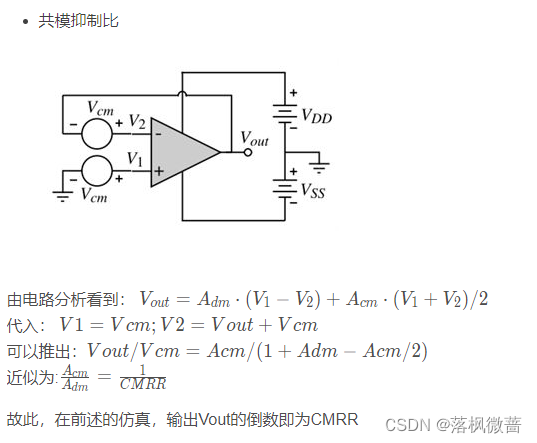 • 共模抑制比
V_{cm}
- + V_2
V_{out}
V_1
- +
V_{cm}
+
V_{DD}
-
+
V_{SS}
-
由电路分析看到： V_{out} = A_{dm} · (V_1 − V_2) + A_{cm} · (V_1 + V_2)/2
代入： V1 = Vcm; V2 = Vout + Vcm
可以推出: Vout/Vcm = Acm/(1 + Adm − Acm/2)
近似为: \frac{A_{cm}}{A_{dm}} = \frac{1}{CMRR}
故此，在前述的仿真，输出Vout的倒数即为CMRR
CSDN @落枫微蔷